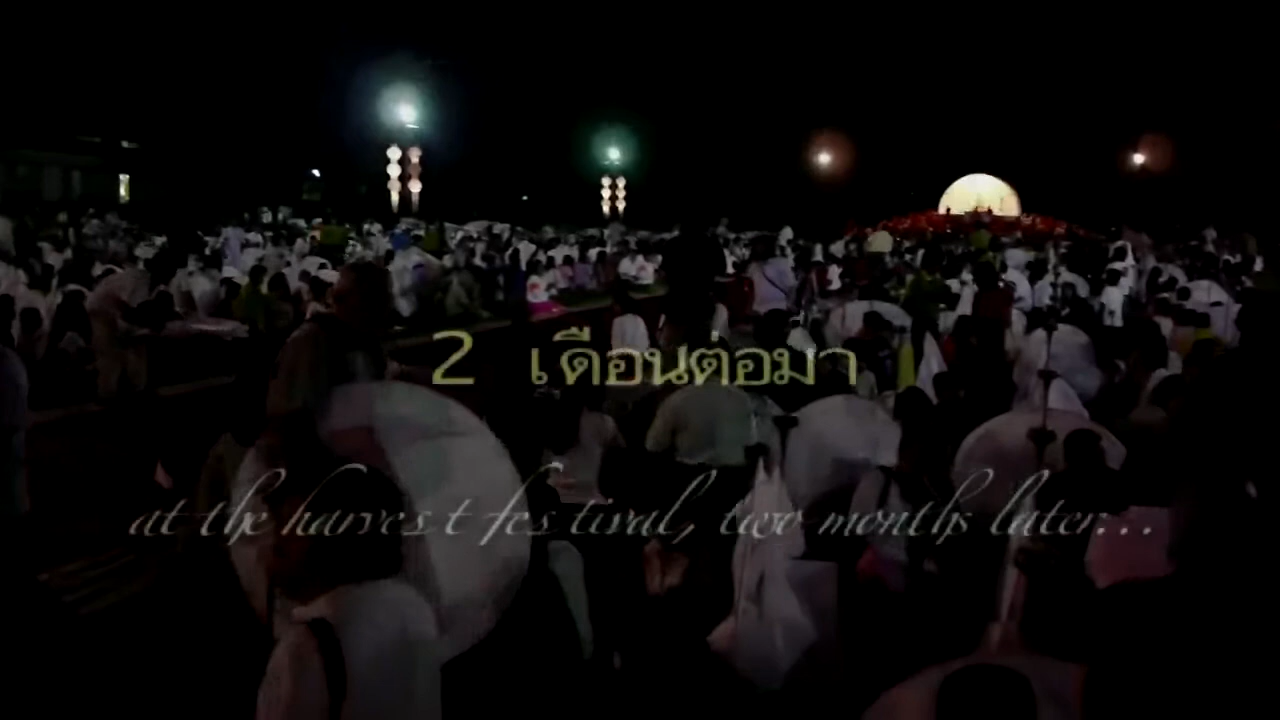 2 เดือนต่อมา
at the harvest festival, two months later...